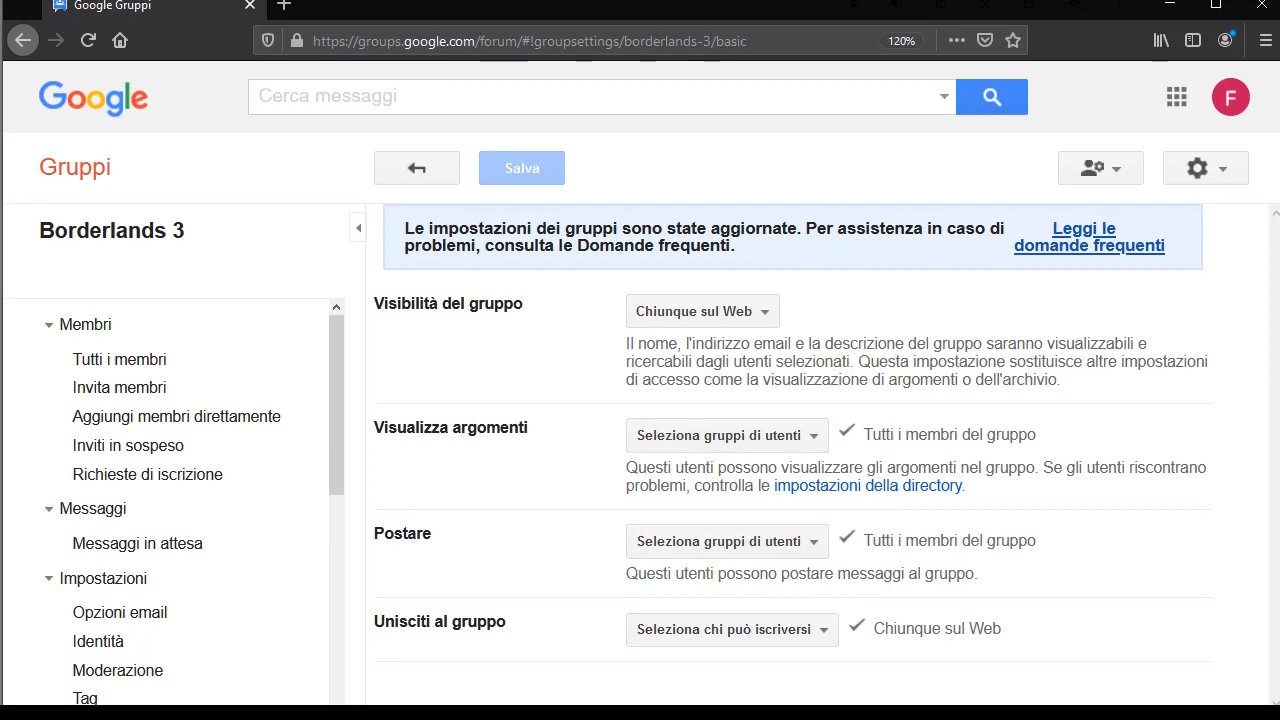 Google Gruppi
https://groups.google.com/forum/#!groupsettings/borderlands-3/basic
120%
Google
Cerca messaggi
F
Gruppi
Salva
Borderlands 3
Le impostazioni dei gruppi sono state aggiornate. Per assistenza in caso di
problemi, consulta le Domande frequenti.
Leggi le
domande frequenti
Membri
Tutti i membri
Invita membri
Aggiungi membri direttamente
Inviti in sospeso
Richieste di iscrizione
Messaggi
Messaggi in attesa
Impostazioni
Opzioni email
Identità
Moderazione
Tag
Visibilità del gruppo
Chiunque sul Web
Il nome, l'indirizzo email e la descrizione del gruppo saranno visualizzabili e
ricercabili dagli utenti selezionati. Questa impostazione sostituisce altre impostazioni
di accesso come la visualizzazione di argomenti o dell'archivio.
Visualizza argomenti
Seleziona gruppi di utenti
Tutti i membri del gruppo
Questi utenti possono visualizzare gli argomenti nel gruppo. Se gli utenti riscontrano
problemi, controlla le impostazioni della directory.
Postare
Seleziona gruppi di utenti
Tutti i membri del gruppo
Questi utenti possono postare messaggi al gruppo.
Unisciti al gruppo
Seleziona chi può iscriversi
Chiunque sul Web